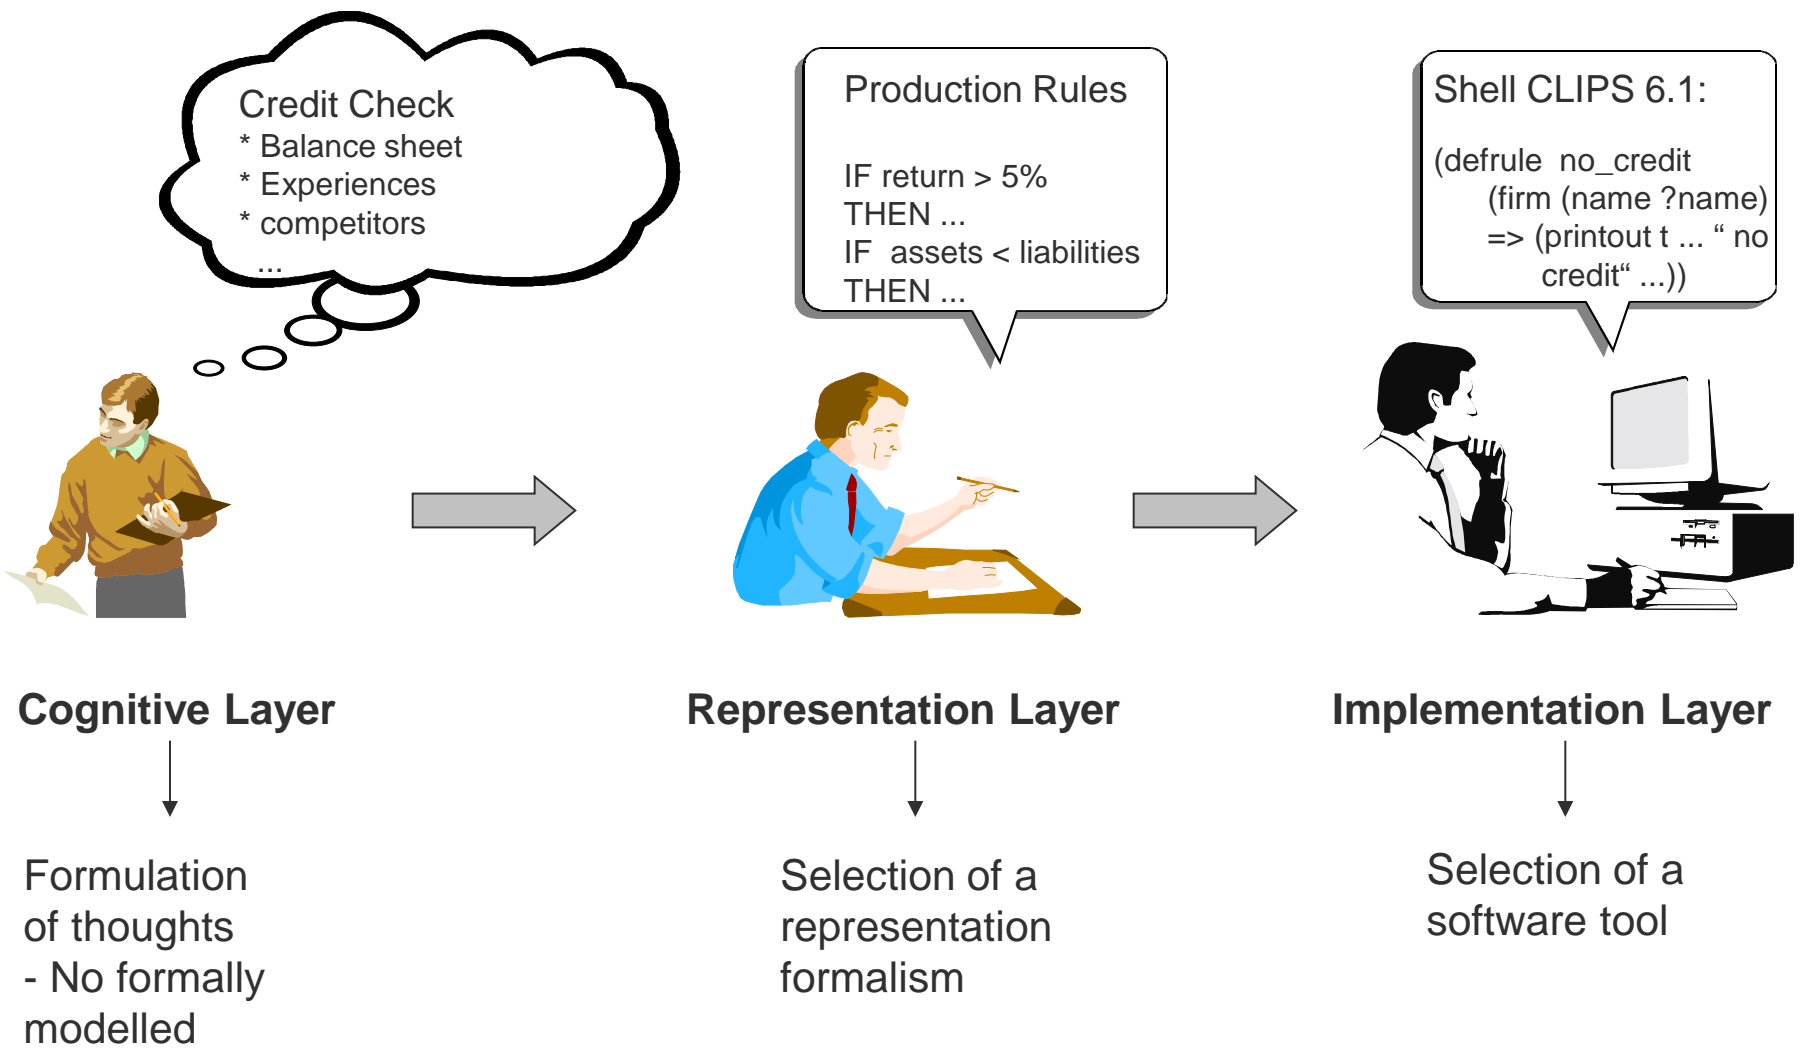 Credit Check
* Balance sheet
* Experiences
* competitors
...
Production Rules
IF return > 5%
THEN ...
IF assets < liabilities
THEN ...
Shell CLIPS 6.1:
(defrule no_credit
(firm (name ?name)
=> (printout t ... “ no
credit“ ...))
Cognitive Layer
Representation Layer
Implementation Layer
Formulation
of thoughts
- No formally
modelled
Selection of a
representation
formalism
Selection of a
software tool